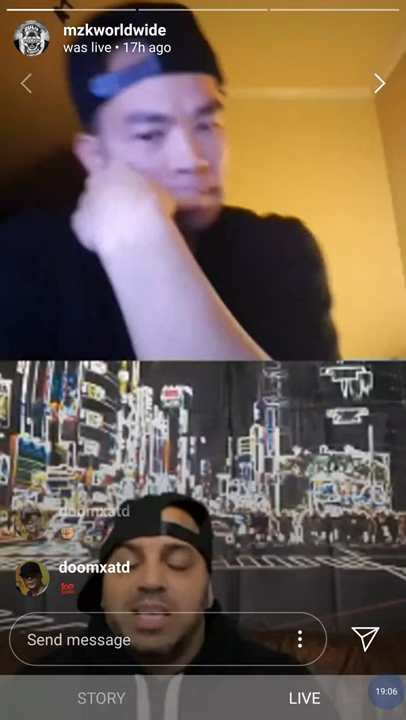 mzkworldwide
was live • 17h ago
doomxatd
doomxatd
💯
Send message
STORY
LIVE
19:06